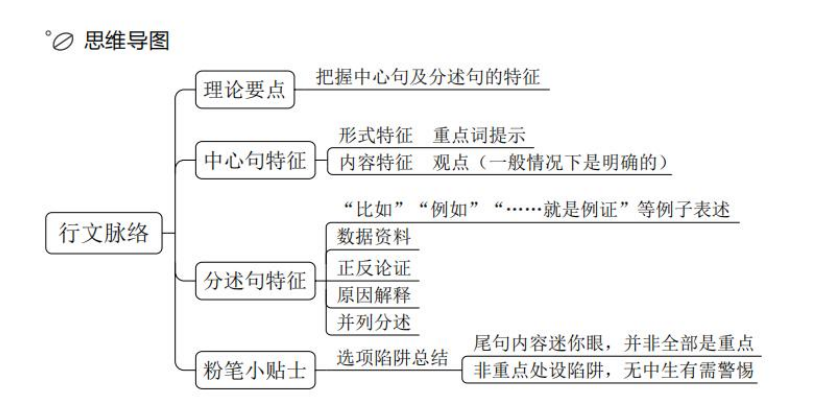 思维导图
理论要点
把握中心句及分述句的特征
中心句特征
形式特征 重点词提示
内容特征 观点（一般情况下是明确的）
行文脉络
分述句特征
“比如”“例如”“……就是例证”等例子表述
数据资料
正反论证
原因解释
并列分述
粉笔小贴士
选项陷阱总结
尾句内容迷你眼，并非全部是重点
非重点处设陷阱，无中生有需警惕